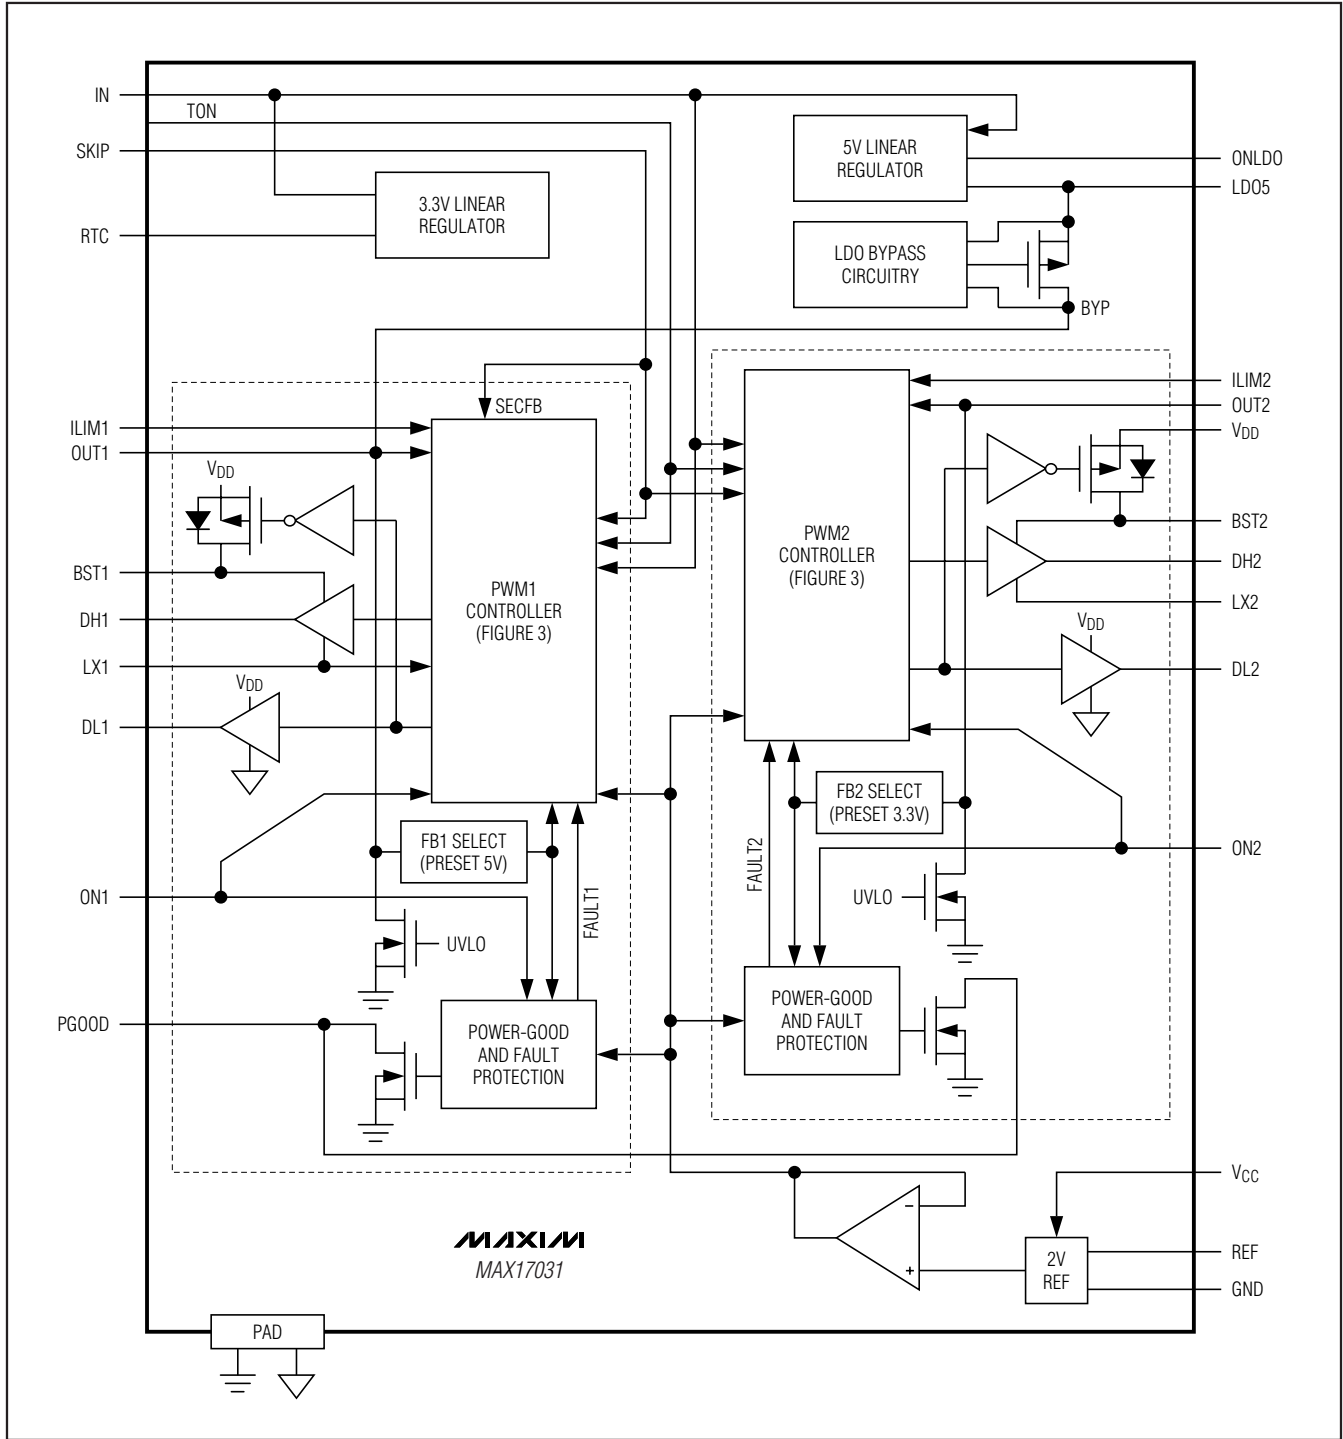 IN
TON
SKIP
3.3V LINEAR
REGULATOR
RTC
5V LINEAR
REGULATOR
ONLDO
LDO5
LDO BYPASS
CIRCUITRY
BYP
SECFB
ILIM1
OUT1
VDD
BST1
DH1
LX1
VDD
DL1
PWM1
CONTROLLER
(FIGURE 3)
FB1 SELECT
(PRESET 5V)
ON1
UVLO
FAULT1
PGOOD
POWER-GOOD
AND FAULT
PROTECTION
ILIM2
OUT2
VDD
PWM2
CONTROLLER
(FIGURE 3)
BST2
DH2
LX2
VDD
DL2
FB2 SELECT
(PRESET 3.3V)
FAULT2
ON2
UVLO
POWER-GOOD
AND FAULT
PROTECTION
VCC
−
+
2V
REF
REF
GND
MAXIM
MAX17031
PAD